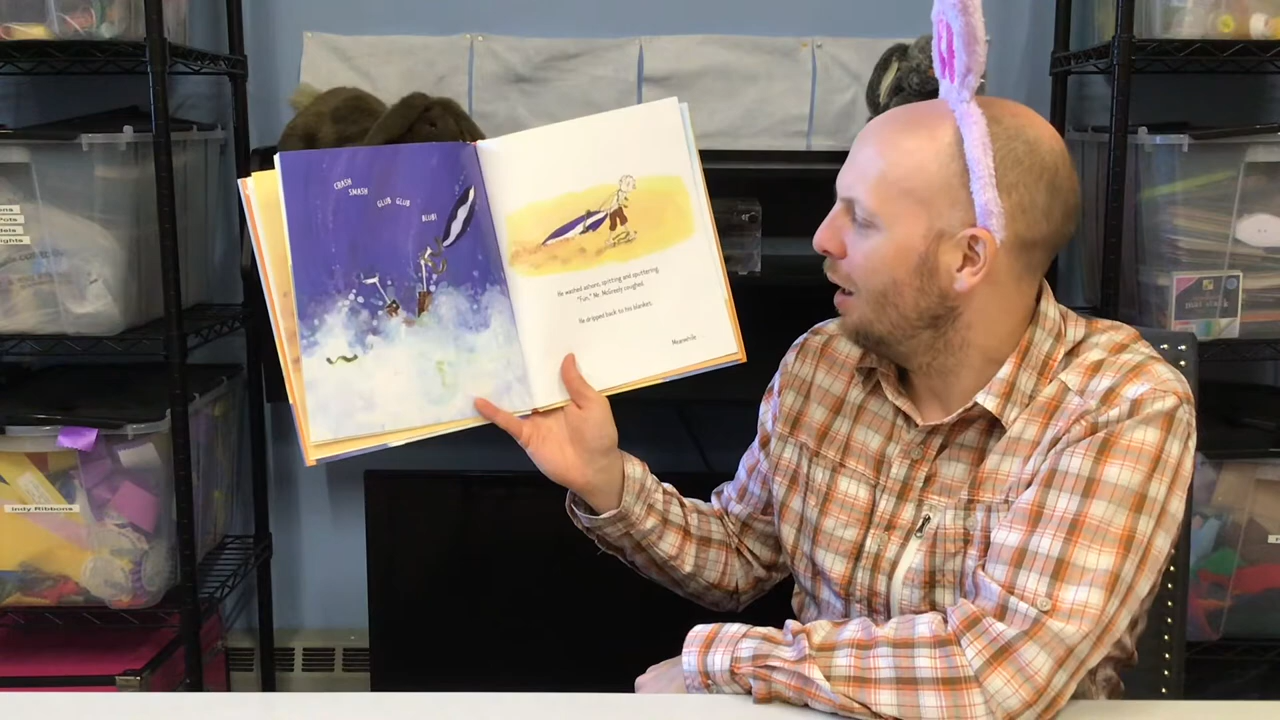 CRASH
SMASH
GLUB GLUB
BLUB!
He washed ashore, spitting and sputtering.
"Fun," Mr. McGreely coughed.
He dripped back to his blanket.
Meanwhile
Indy Ribbons